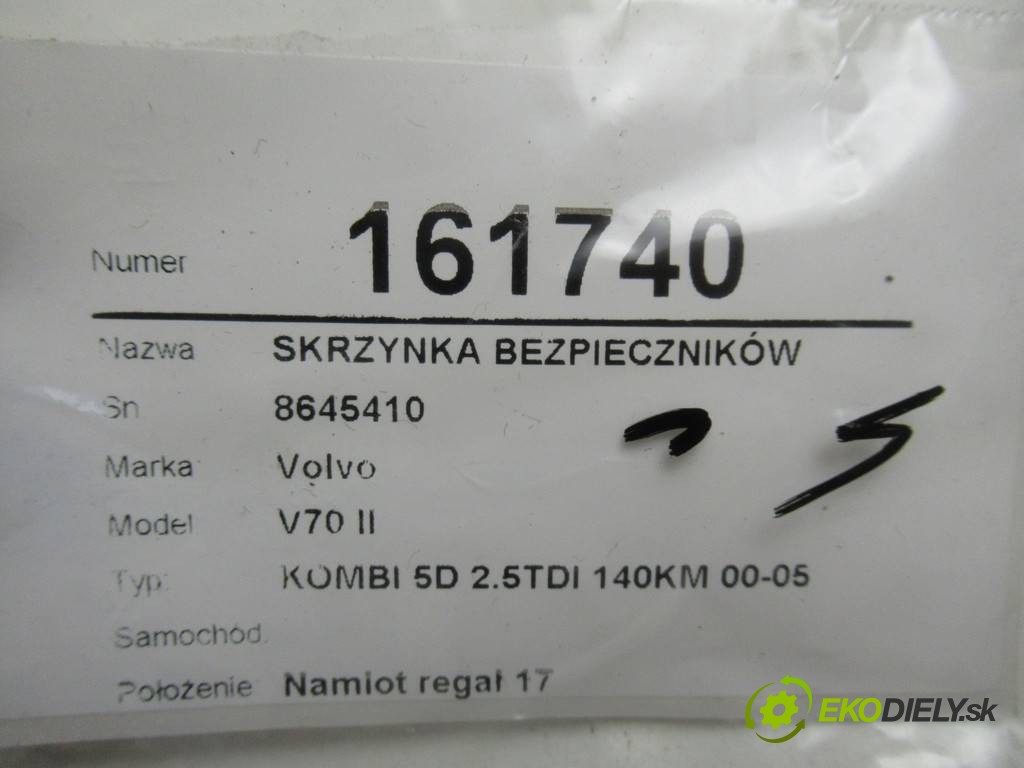 Numer 161740
Nazwa SKRZYNKA BEZPIECZNIKÓW
Sn 8645410
Marka Volvo
Model V70 II
Typ: KOMBI 5D 2.5TDI 140KM 00-05
Samochód:
Położenie Namiot regał 17
EKODIELY.sk